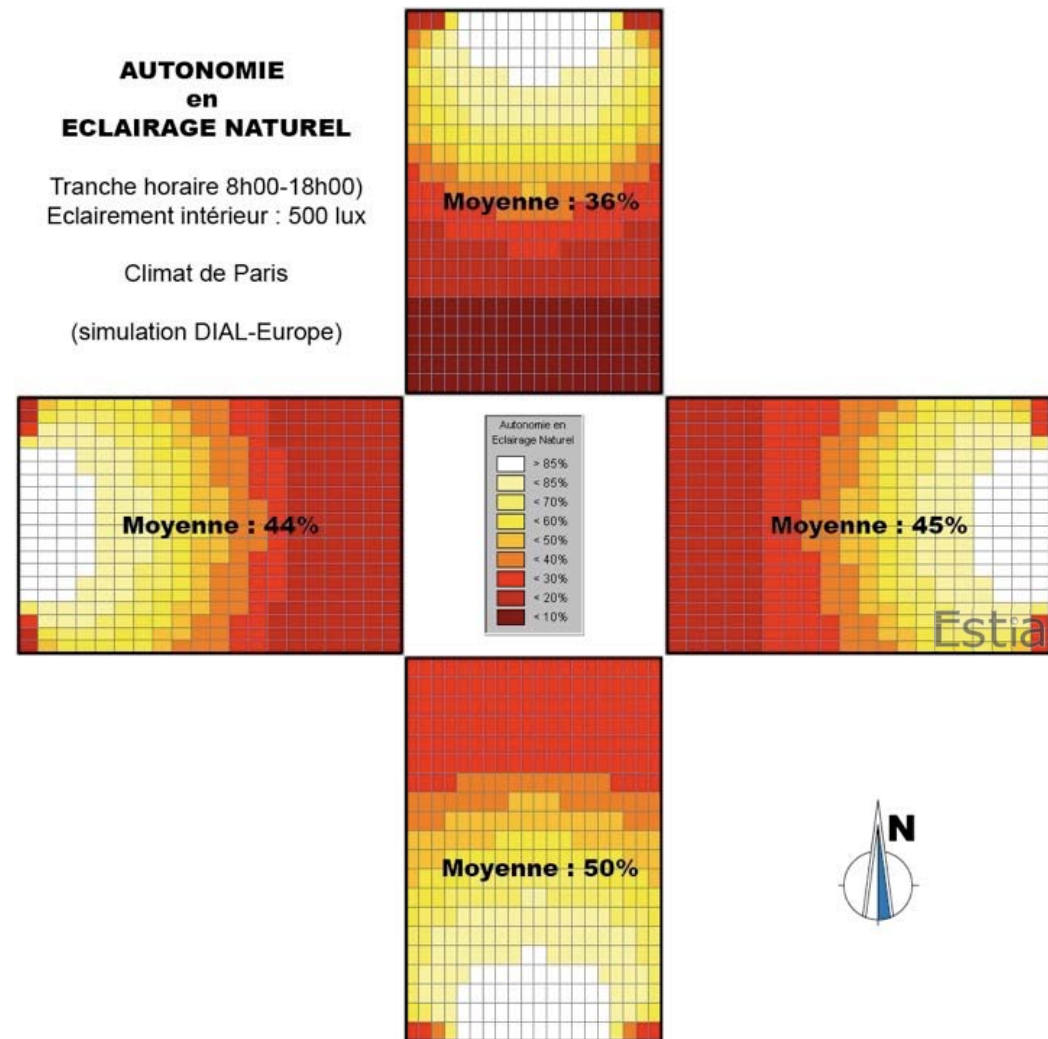 AUTONOMIE
en
ECLAIRAGE NATUREL
Tranche horaire 8h00-18h00)
Eclairement intérieur : 500 lux
Climat de Paris
(simulation DIAL-Europe)
Moyenne : 36%
Moyenne : 44%
Autonomie en
Eclairage Naturel
> 85%
< 85%
< 70%
< 60%
< 50%
< 40%
< 30%
< 20%
< 10%
Moyenne : 45%
Estia
©
Moyenne : 50%
N